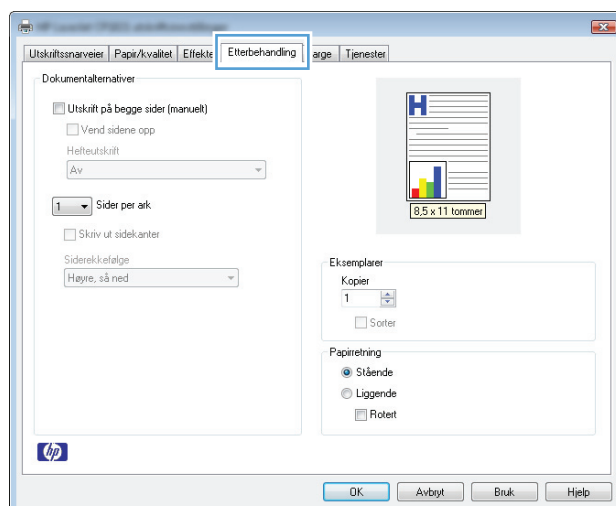 Utskriftssnarveier
Papir/kvalitet
Effekte
Etterbehandling
arge
Tjenester
Dokumentalternativer
Utskrift på begge sider (manuelt)
Vend sidene opp
Hefteutskrift
Av
1
Sider per ark
Skriv ut sidekanter
Siderekkefølge
Høyre, så ned
H
8,5 x 11 tommer
Eksemplarer
Kopier
1
Sorter
Papirretning
Stående
Liggende
Rotert
hp
OK
Avbryt
Bruk
Hjelp